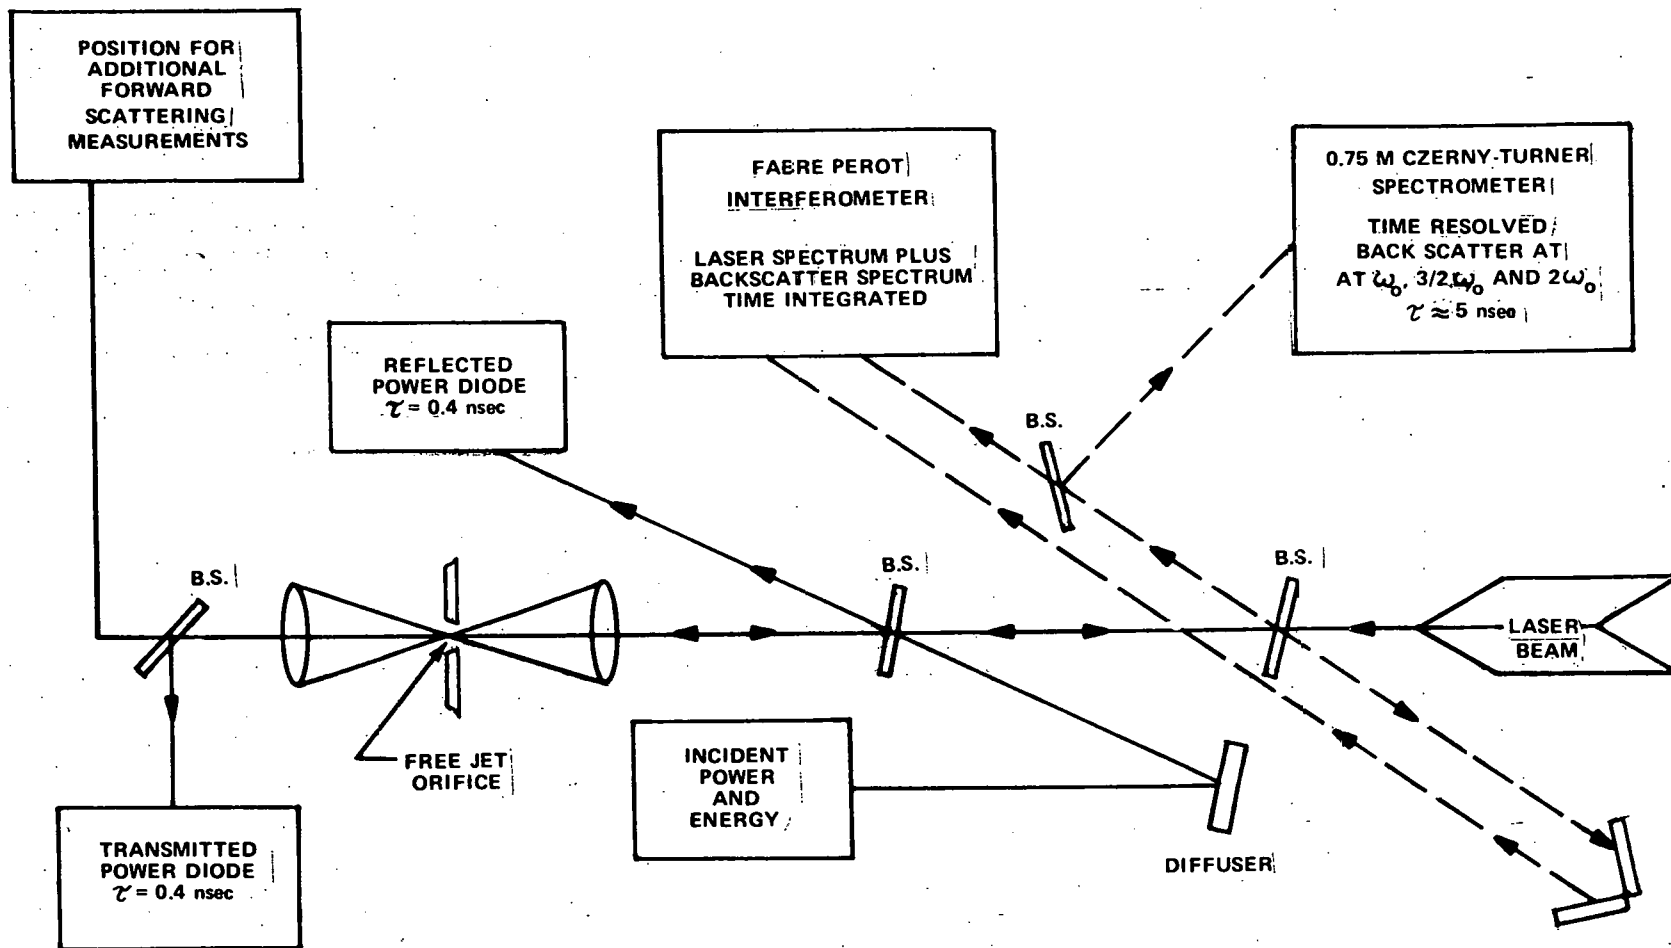 POSITION FOR
ADDITIONAL
FORWARD
SCATTERING
MEASUREMENTS
FABRE PEROT
INTERFEROMETER
LASER SPECTRUM PLUS
BACKSCATTER SPECTRUM
TIME INTEGRATED
0.75 M CZERNY-TURNER
SPECTROMETER
TIME RESOLVED
BACK SCATTER AT
AT ω₀, 3/2 ω₀ AND 2ω₀
τ ≈ 5 nsec
REFLECTED
POWER DIODE
τ = 0.4 nsec
B.S.
B.S.
B.S.
B.S.
LASER
BEAM
FREE JET
ORIFICE
INCIDENT
POWER
AND
ENERGY
DIFFUSER
TRANSMITTED
POWER DIODE
τ = 0.4 nsec